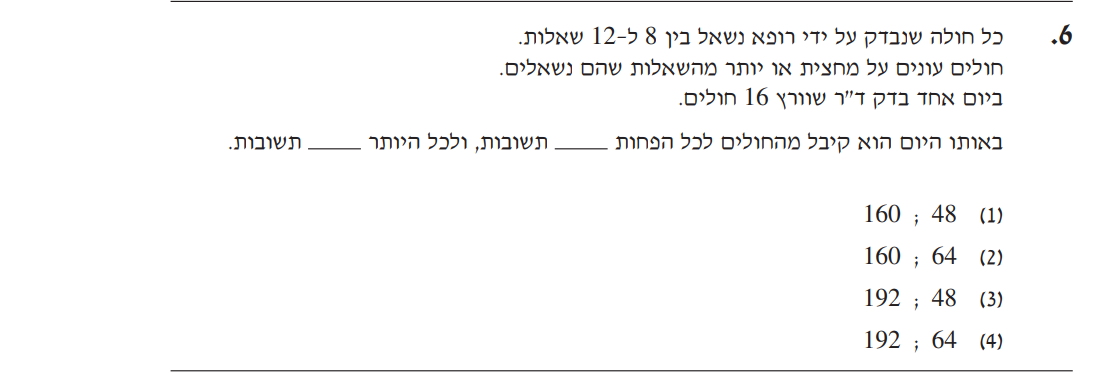 6. כל חולה שנבדק על ידי רופא נשאל בין 8 ל-12 שאלות.
חולים עונים על מחצית או יותר מהשאלות שהם נשאלים.
ביום אחד בדק ד"ר שוורץ 16 חולים.
באותו היום הוא קיבל מהחולים לכל הפחות ____ תשובות, ולכל היותר ____ תשובות.
(1) 48 ; 160
(2) 64 ; 160
(3) 48 ; 192
(4) 64 ; 192